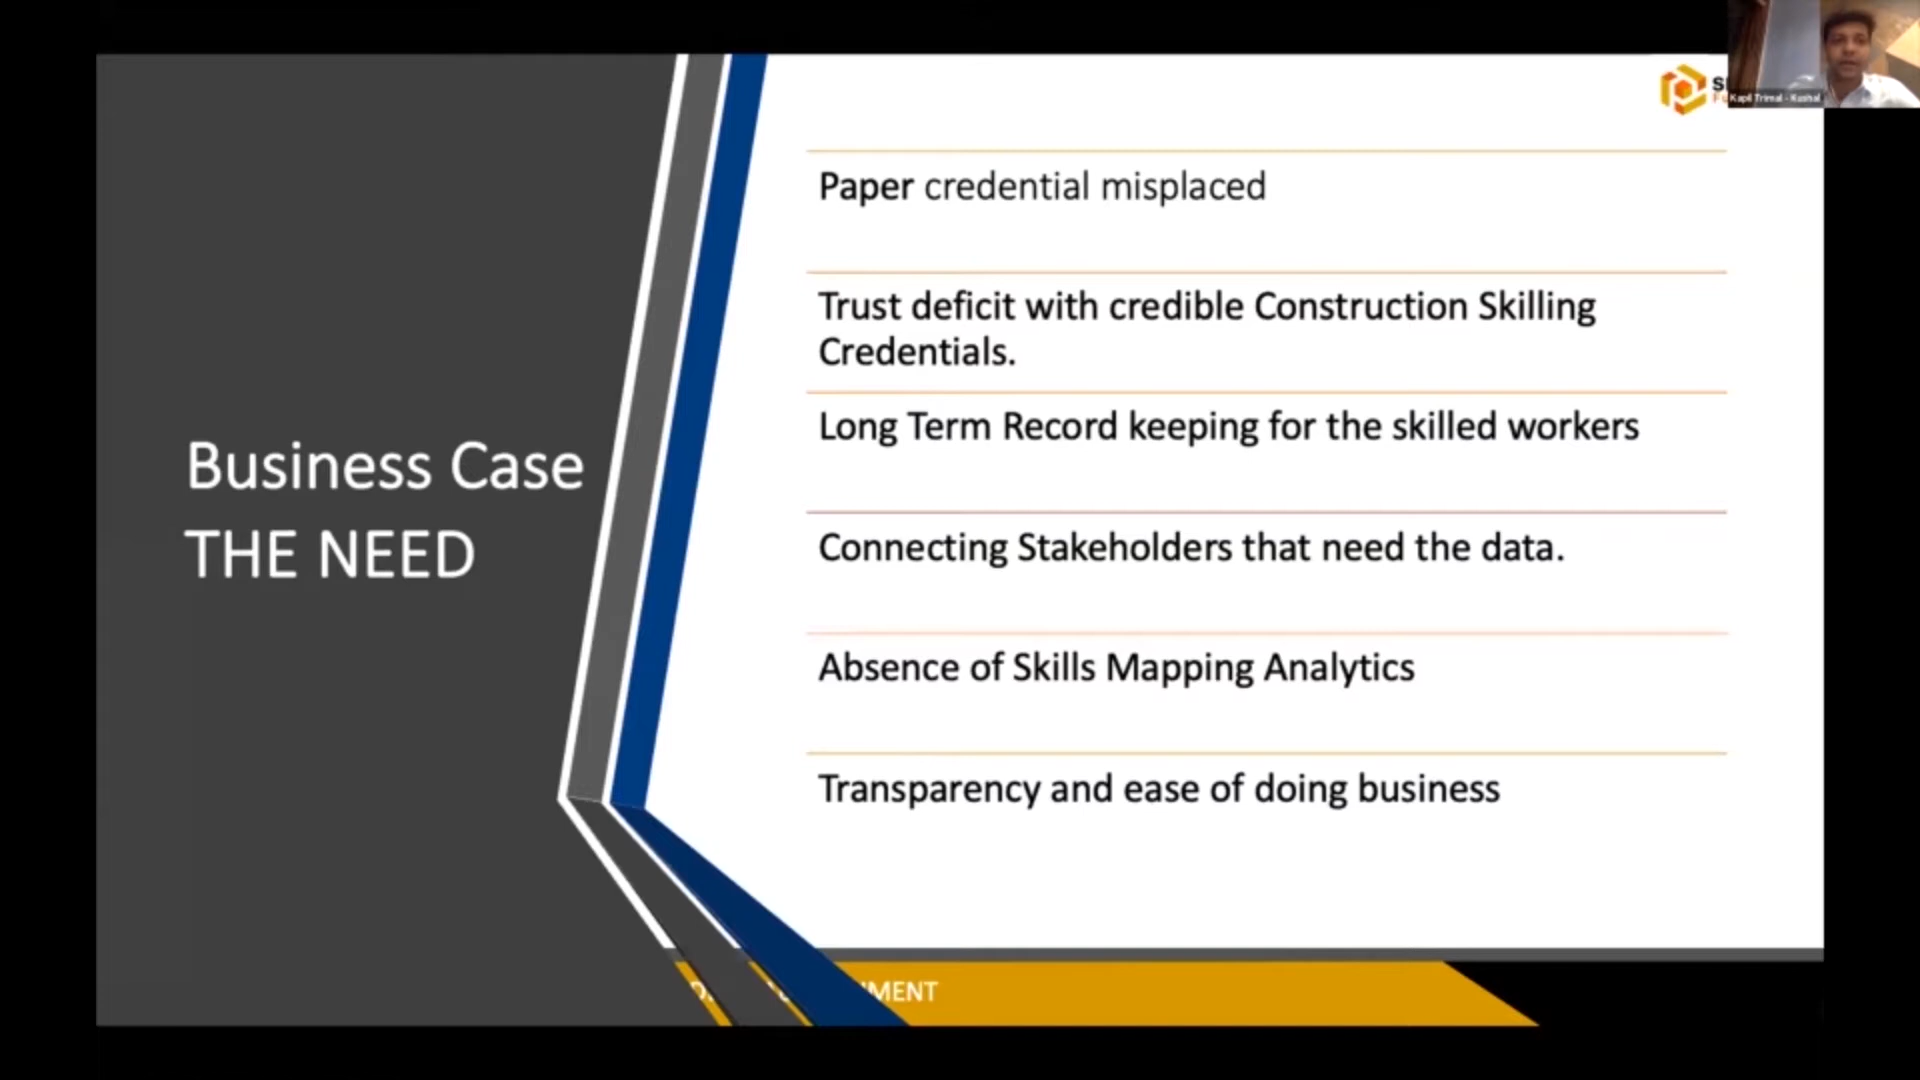 Kapil Trimal - Kushal
Business Case
THE NEED
Paper credential misplaced
Trust deficit with credible Construction Skilling
Credentials.
Long Term Record keeping for the skilled workers
Connecting Stakeholders that need the data.
Absence of Skills Mapping Analytics
Transparency and ease of doing business